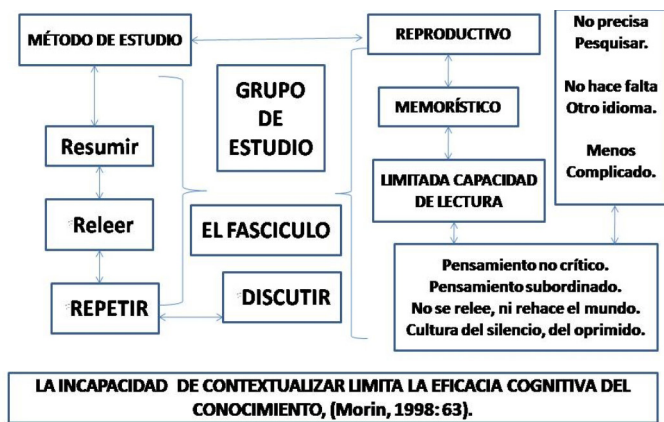 MÉTODO DE ESTUDIO
Resumir
Releer
REPETIR
GRUPO
DE
ESTUDIO
EL FASCICULO
DISCUTIR
REPRODUCTIVO
MEMORÍSTICO
LIMITADA CAPACIDAD
DE LECTURA
No precisa
Pesquisar.
No hace falta
Otro idioma.
Menos
Complicado.
Pensamiento no crítico.
Pensamiento subordinado.
No se relee, ni rehace el mundo.
Cultura del silencio, del oprimido.
LA INCAPACIDAD DE CONTEXTUALIZAR LIMITA LA EFICACIA COGNITIVA DEL
CONOCIMIENTO, (Morin, 1998: 63).